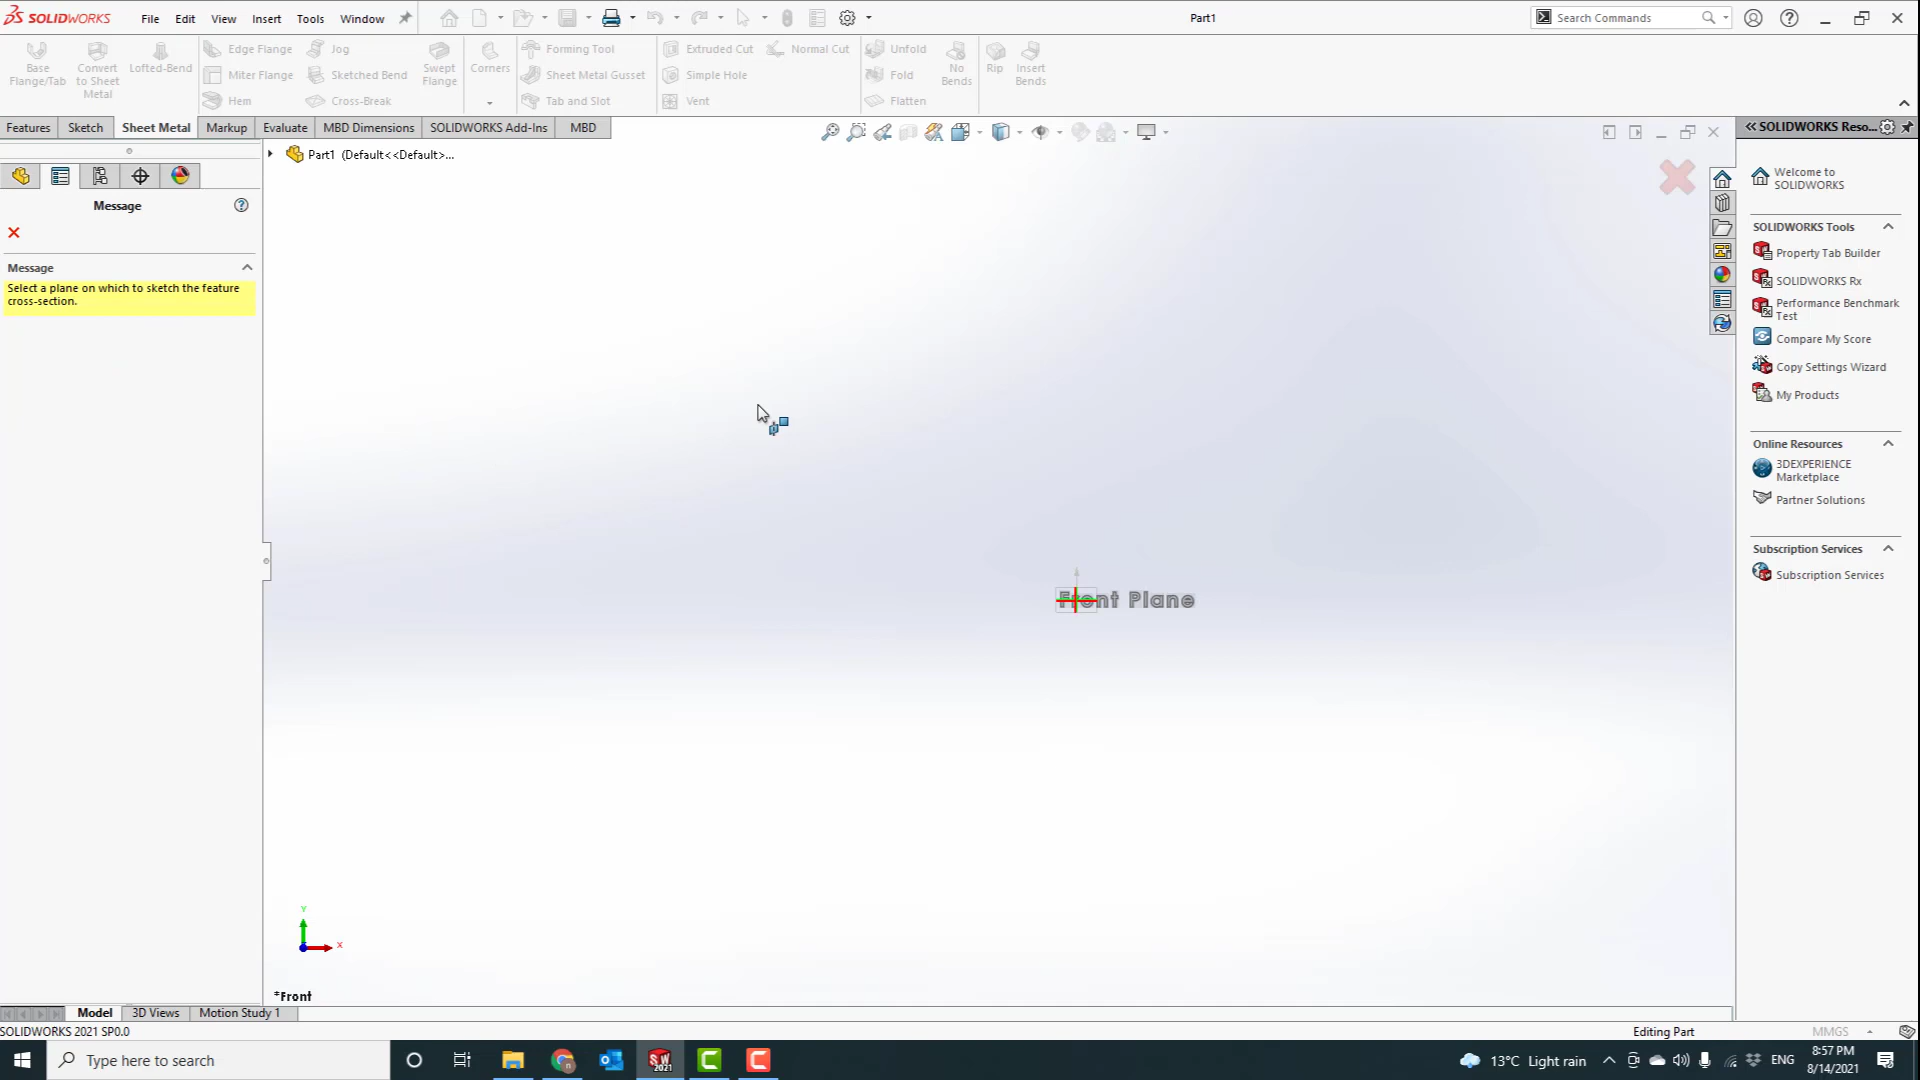 SOLIDWORKS File Edit View Insert Tools Window Part1 Search Commands
Base Flange/Tab
Convert to Sheet Metal
Lofted-Bend
Edge Flange
Miter Flange
Hem
Jog
Sketched Bend
Cross-Break
Swept Flange
Corners
Forming Tool
Sheet Metal Gusset
Tab and Slot
Extruded Cut
Simple Hole
Vent
Normal Cut
Unfold
Fold
Flatten
No Bends
Rip
Insert Bends
Features Sketch Sheet Metal Markup Evaluate MBD Dimensions SOLIDWORKS Add-Ins MBD
Part1 (Default<<Default>...
Message
Message
Select a plane on which to sketch the feature
cross-section.
Front Plane
Y
X
*Front
SOLIDWORKS Reso...
Welcome to
SOLIDWORKS
SOLIDWORKS Tools
Property Tab Builder
SOLIDWORKS Rx
Performance Benchmark
Test
Compare My Score
Copy Settings Wizard
My Products
Online Resources
3DEXPERIENCE
Marketplace
Partner Solutions
Subscription Services
Subscription Services
Model 3D Views Motion Study 1
SOLIDWORKS 2021 SP0.0 Editing Part MMGS
Type here to search
13°C Light rain ENG
8:57 PM
8/14/2021